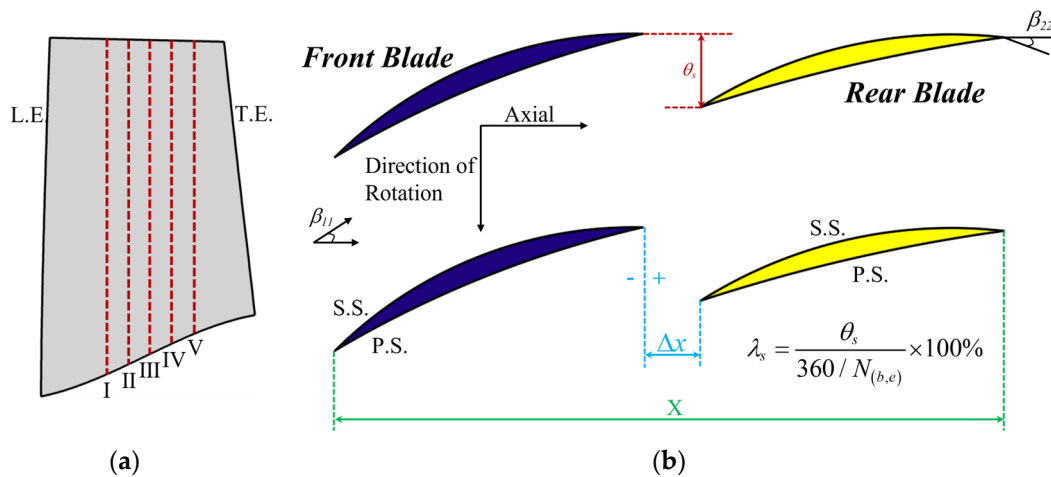 L.E.
T.E.
I
II
III
IV
V
(a)
Front Blade
θs
Rear Blade
β22
Axial
Direction of
Rotation
β11
S.S.
P.S.
- +
Δx
S.S.
P.S.
λs = θs / (360 / N(b,e)) ×100%
X
(b)